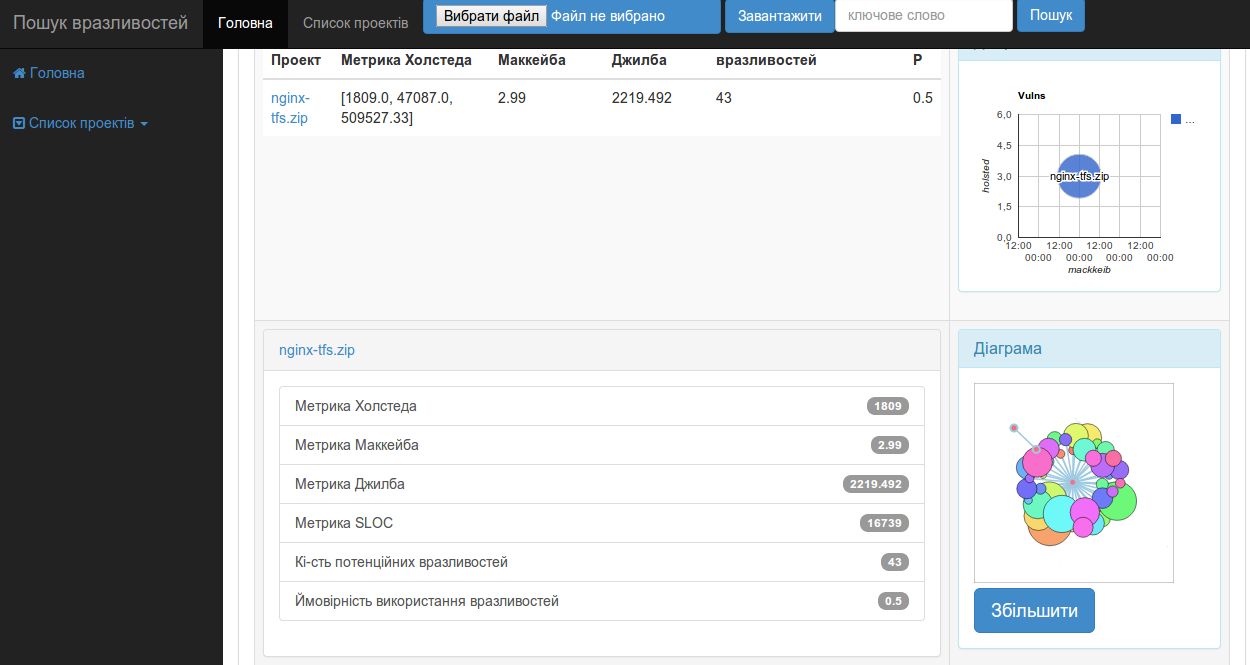 Пошук вразливостей
Головна
Список проектів
Вибрати файл Файл не вибрано
Завантажити
ключове слово
Пошук
Головна
Список проектів
Проект Метрика Холстеда Маккейба Джилба вразливостей P
nginx- [1809.0, 47087.0, 2.99 2219.492 43 0.5
tfs.zip 509527.33]
Vulns
...
6,0
4,5
3,0
1,5
0,0
holsted
nginx-tfs.zip
12:00 12:00 12:00 12:00
00:00 00:00 00:00 00:00
mackkeib
nginx-tfs.zip
Метрика Холстеда 1809
Метрика Маккейба 2.99
Метрика Джилба 2219.492
Метрика SLOC 16739
Кі-сть потенційних вразливостей 43
Ймовірність використання вразливостей 0.5
Діаграма
Збільшити